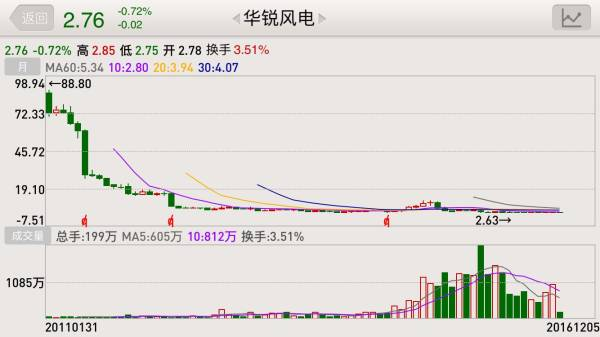 返回
2.76
-0.72%
-0.02
华锐风电
2.76 -0.72% 高 2.85 低 2.75 开 2.78 换手 3.51%
月 MA60:5.34 10:2.80 20:3.94 30:4.07
98.94 ←88.80
72.33
45.72
19.10
-7.51
2.63→
成交量 总手:199万 MA5:605万 10:812万 换手:3.51%
1085万
20110131 20161205